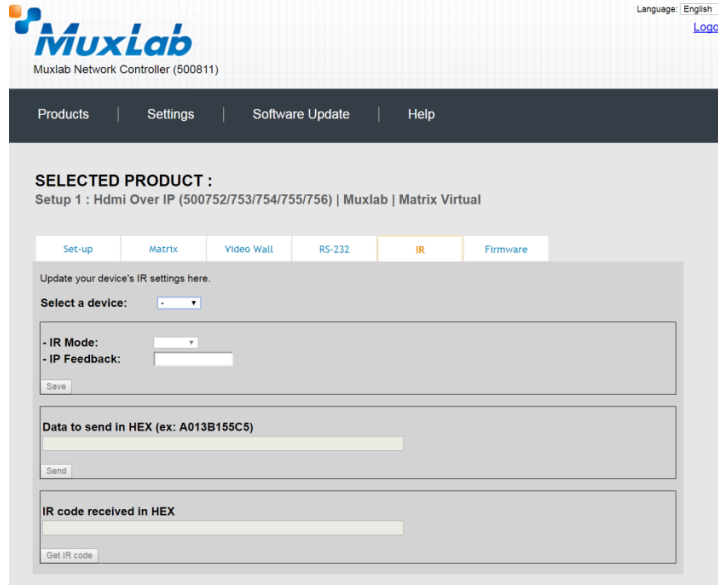 Language: English
Logo
MuxLab
Muxlab Network Controller (500811)
Products | Settings | Software Update | Help
SELECTED PRODUCT :
Setup 1 : Hdmi Over IP (500752/753/754/755/756) | Muxlab | Matrix Virtual
Set-up Matrix Video Wall RS-232 IR Firmware
Update your device's IR settings here.
Select a device: -
- IR Mode:
- IP Feedback:
Save
Data to send in HEX (ex: A013B155C5)
Send
IR code received in HEX
Get IR code